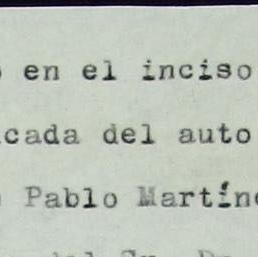 en el inciso
cada del auto
Pablo Martín